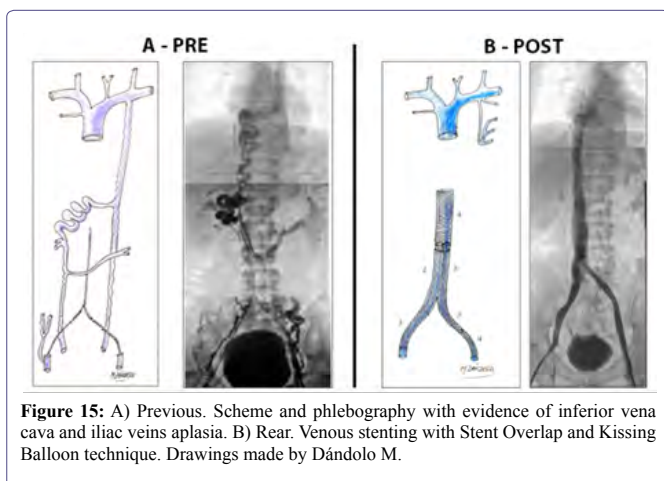 A - PRE
B - POST
M. DÁNDOLO
Figure 15: A) Previous. Scheme and phlebography with evidence of inferior vena
cava and iliac veins aplasia. B) Rear. Venous stenting with Stent Overlap and Kissing
Balloon technique. Drawings made by Dándolo M.